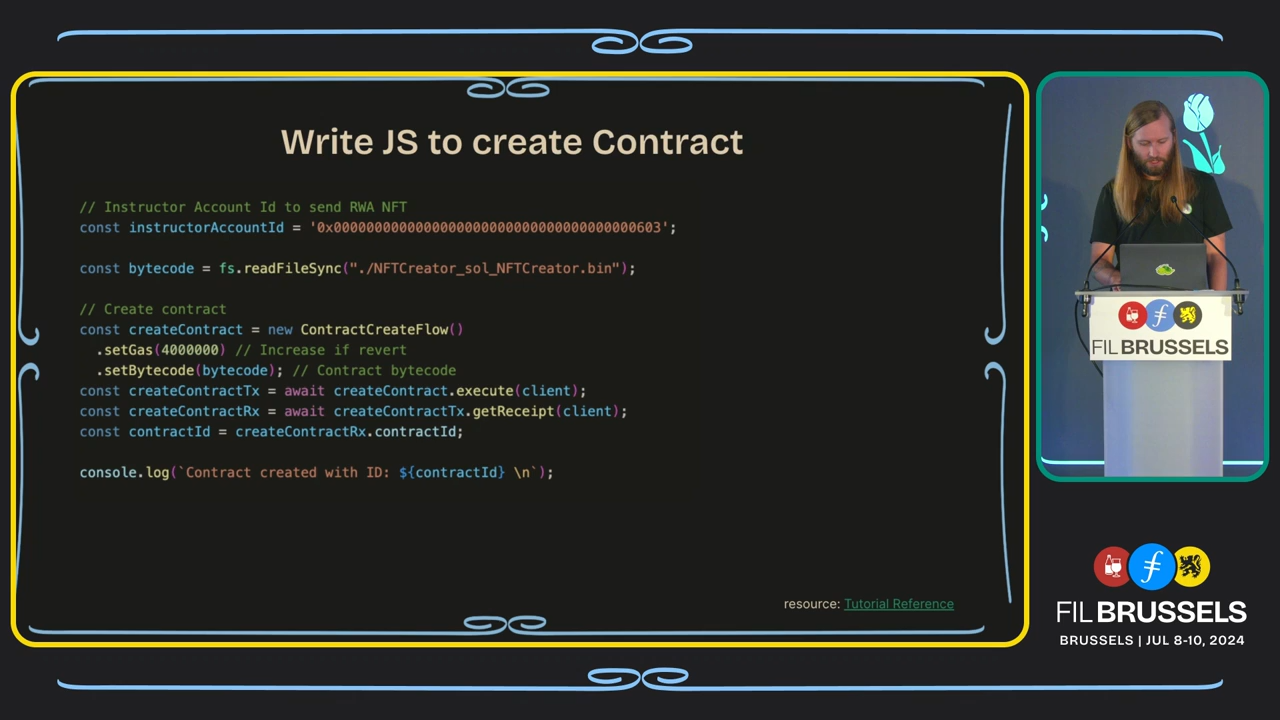 Write JS to create Contract
// Instructor Account Id to send RWA NFT
const instructorAccountId = '0x0000000000000000000000000000000000000603';
const bytecode = fs.readFileSync("./NFTCreator_sol_NFTCreator.bin");
// Create contract
const createContract = new ContractCreateFlow()
.setGas(4000000) // Increase if revert
.setBytecode(bytecode); // Contract bytecode
const createContractTx = await createContract.execute(client);
const createContractRx = await createContractTx.getReceipt(client);
const contractId = createContractRx.contractId;
console.log(`Contract created with ID: ${contractId} \n`);
resource: Tutorial Reference
FIL BRUSSELS
FIL BRUSSELS
BRUSSELS | JUL 8-10, 2024